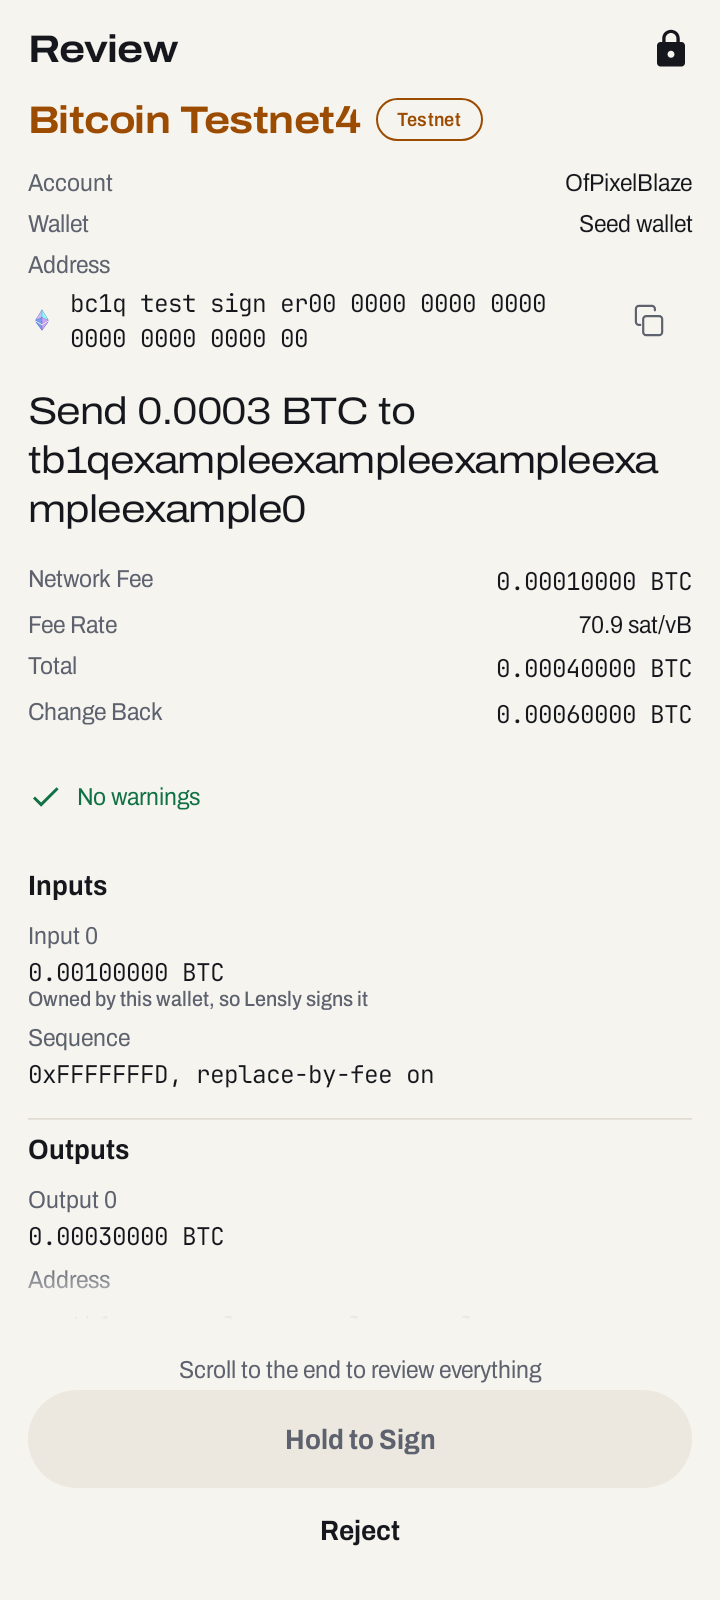 Review
Bitcoin Testnet4 Testnet
Account OfPixelBlaze
Wallet Seed wallet
Address
bc1q test sign er00 0000 0000 0000
0000 0000 0000 00
Send 0.0003 BTC to
tb1qexampleexampleexampleexa
mpleexample0
Network Fee 0.00010000 BTC
Fee Rate 70.9 sat/vB
Total 0.00040000 BTC
Change Back 0.00060000 BTC
No warnings
Inputs
Input 0
0.00100000 BTC
Owned by this wallet, so Lensly signs it
Sequence
0xFFFFFFFD, replace-by-fee on
Outputs
Output 0
0.00030000 BTC
Address
Scroll to the end to review everything
Hold to Sign
Reject